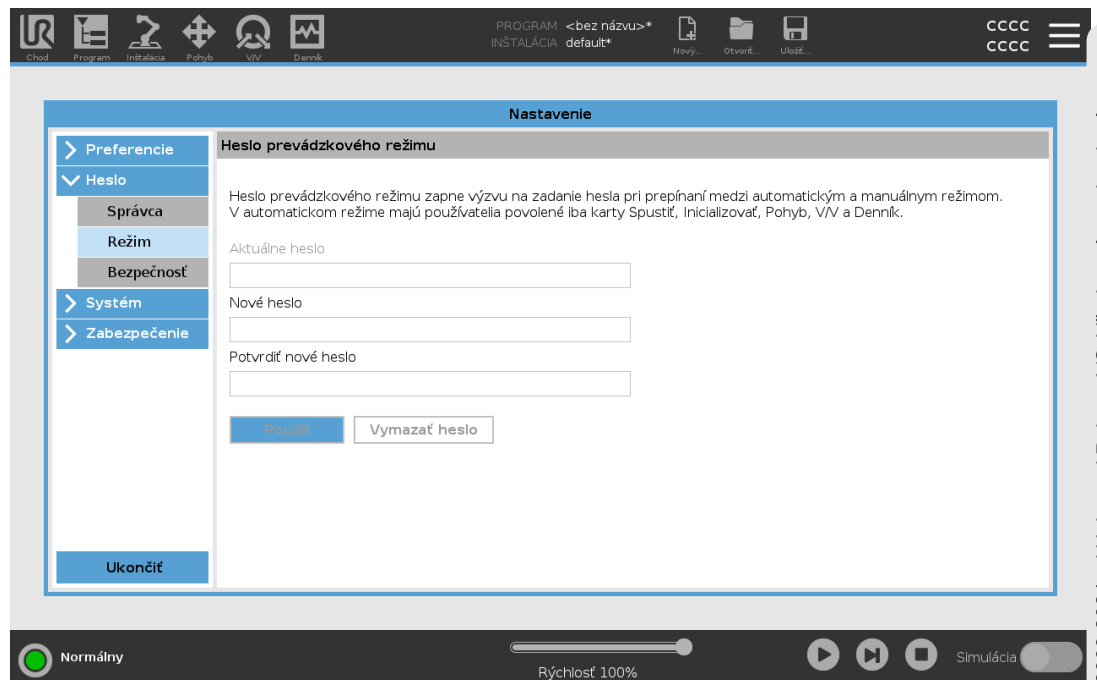 PROGRAM <bez názvu>*
INŠTALÁCIA default*
Chod Program Inštalácia Pohyb V/V Denník
Nový... Otvoriť... Uložiť...
cccc
cccc
Nastavenie
Preferencie
Heslo
Správca
Režim
Bezpečnosť
Systém
Zabezpečenie
Ukončiť
Heslo prevádzkového režimu
Heslo prevádzkového režimu zapne výzvu na zadanie hesla pri prepínaní medzi automatickým a manuálnym režimom.
V automatickom režime majú používatelia povolené iba karty Spustiť, Inicializovať, Pohyb, V/V a Denník.
Aktuálne heslo
Nové heslo
Potvrdiť nové heslo
Použiť Vymazať heslo
Normálny
Rýchlosť 100%
Simulácia